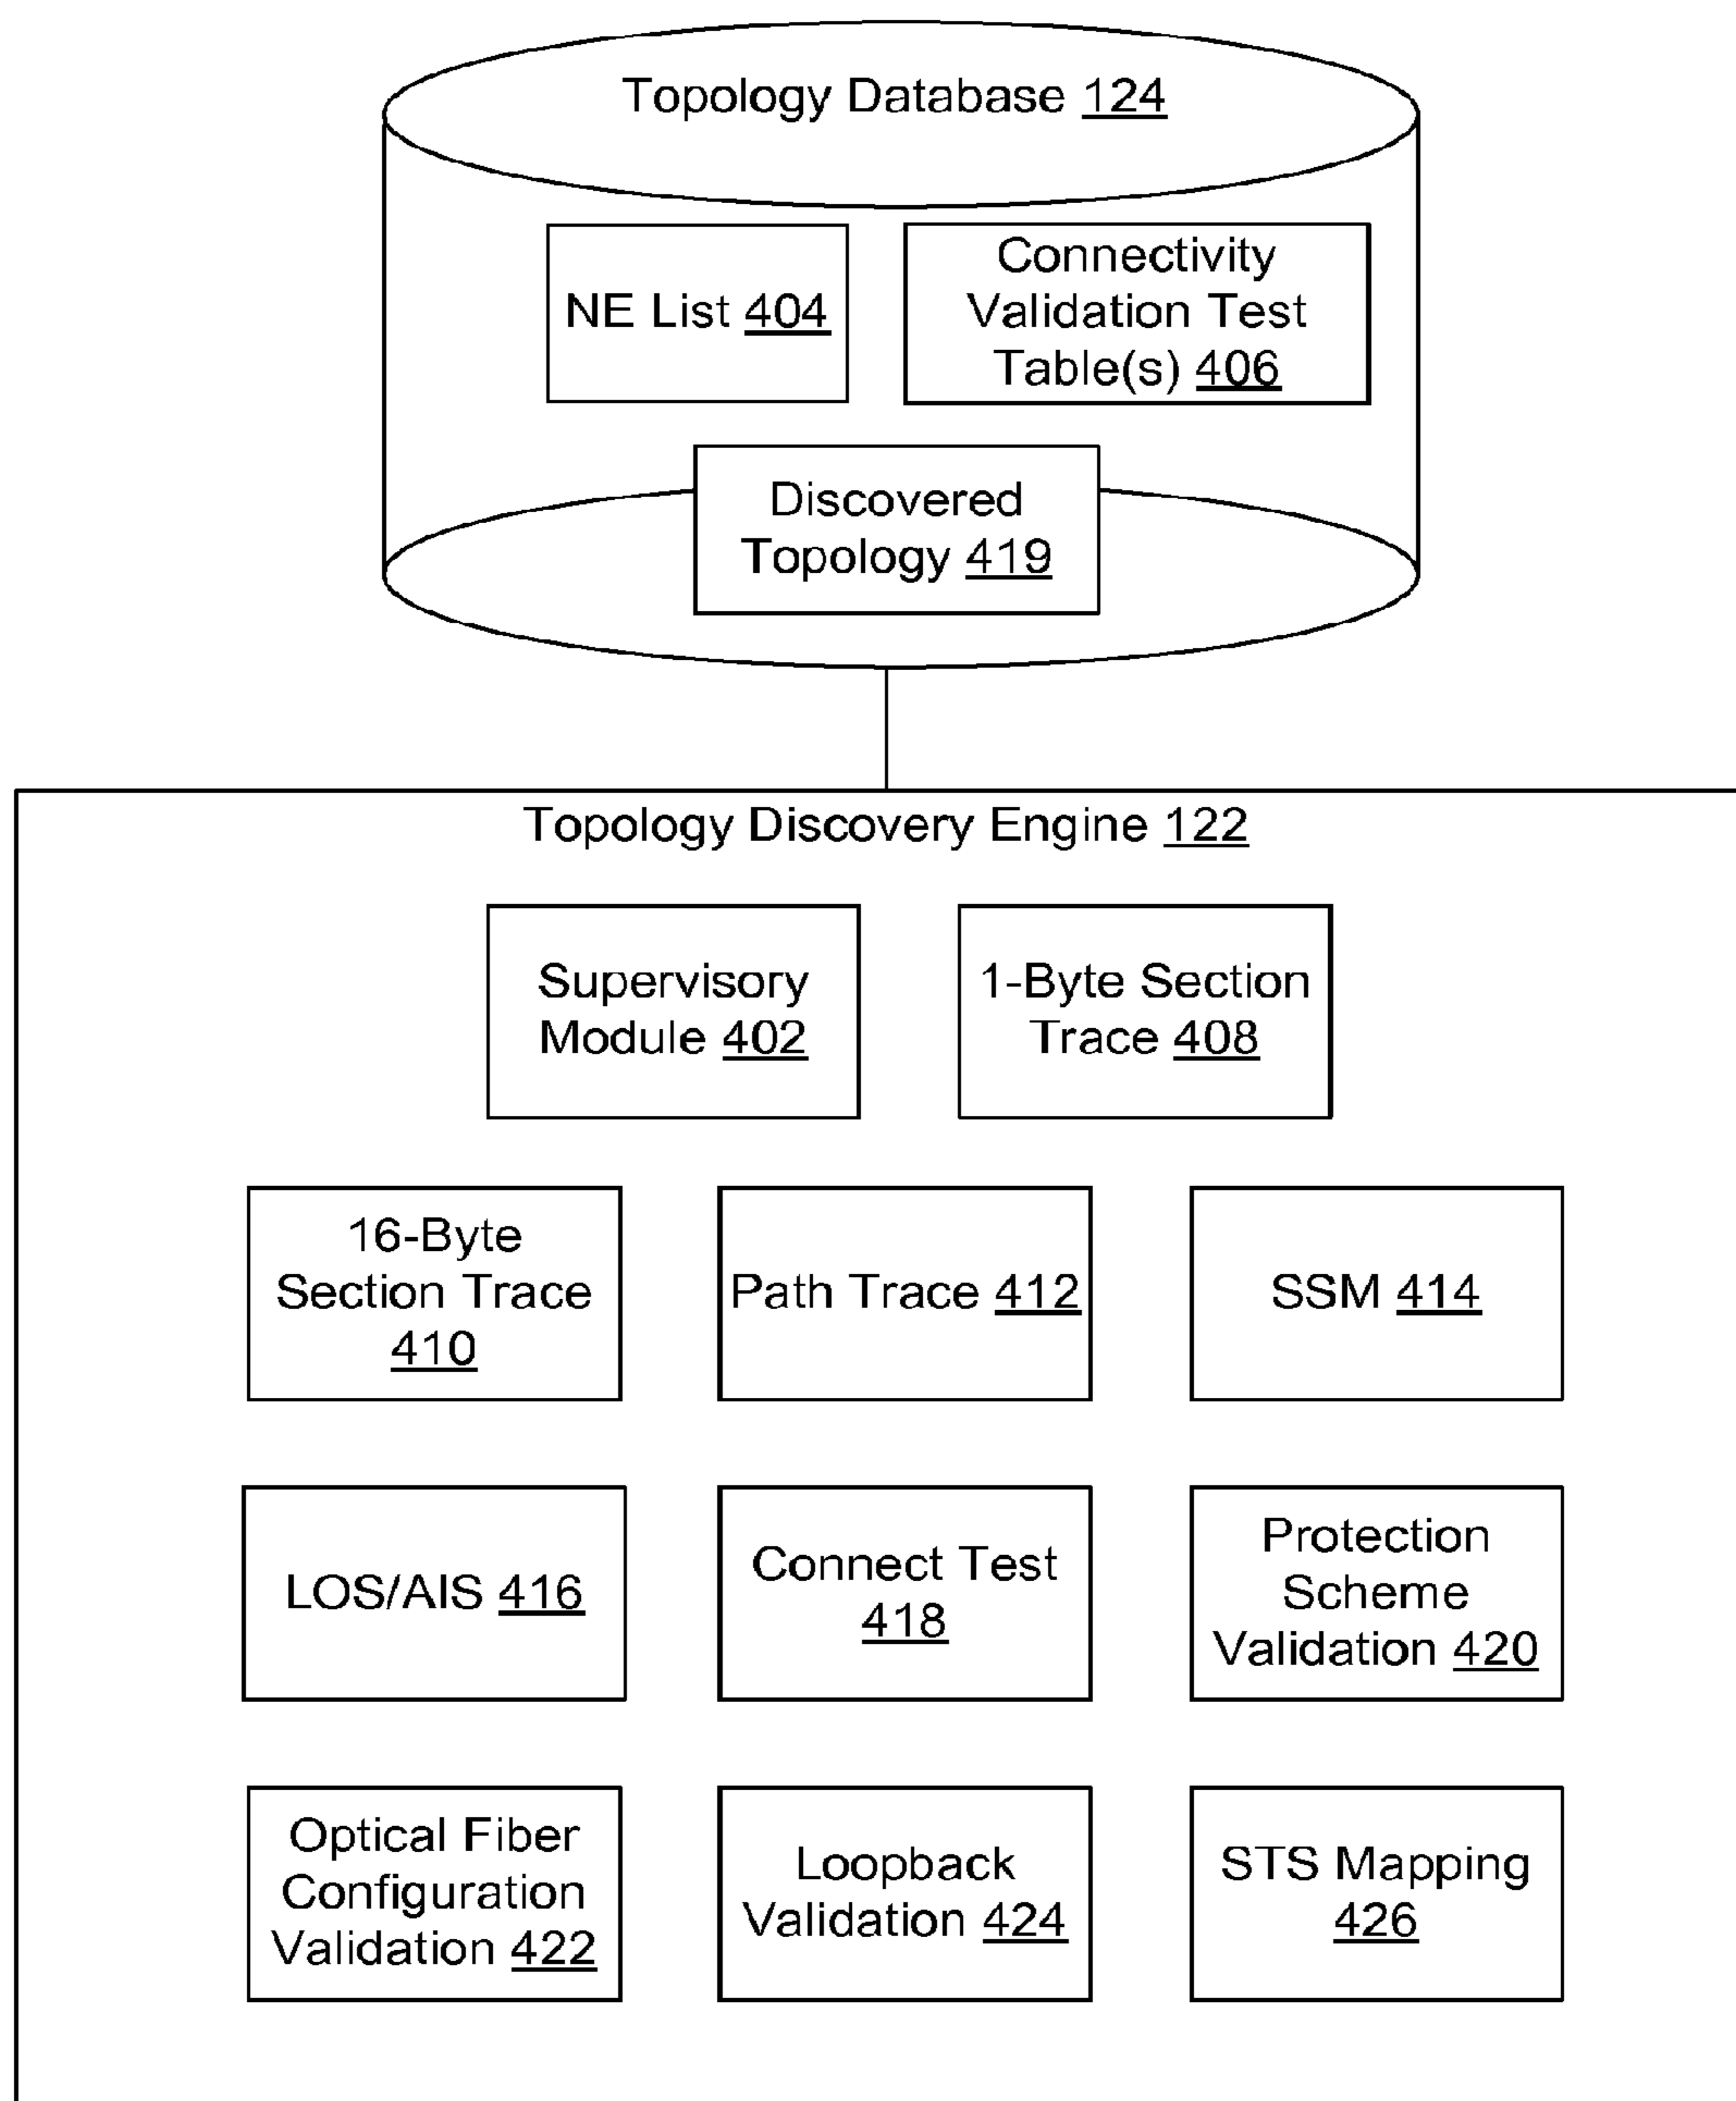 Topology Database 124
NE List 404
Connectivity
Validation Test
Table(s) 406
Discovered
Topology 419
Topology Discovery Engine 122
Supervisory
Module 402
1-Byte Section
Trace 408
16-Byte
Section Trace
410
Path Trace 412
SSM 414
LOS/AIS 416
Connect Test
418
Protection
Scheme
Validation 420
Optical Fiber
Configuration
Validation 422
Loopback
Validation 424
STS Mapping
426